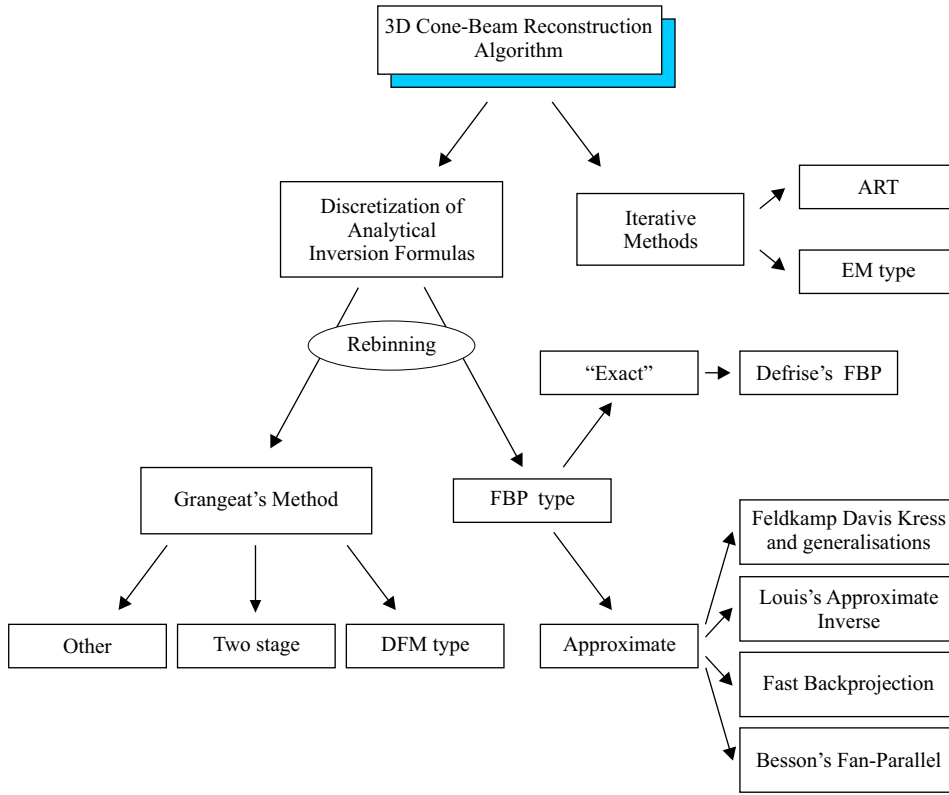 3D Cone-Beam Reconstruction
Algorithm
Discretization of
Analytical
Inversion Formulas
Iterative
Methods
ART
EM type
Rebinning
“Exact”
Defrise’s FBP
Grangeat’s Method
FBP type
Feldkamp Davis Kress
and generalisations
Louis’s Approximate
Inverse
Other
Two stage
DFM type
Approximate
Fast Backprojection
Besson’s Fan-Parallel